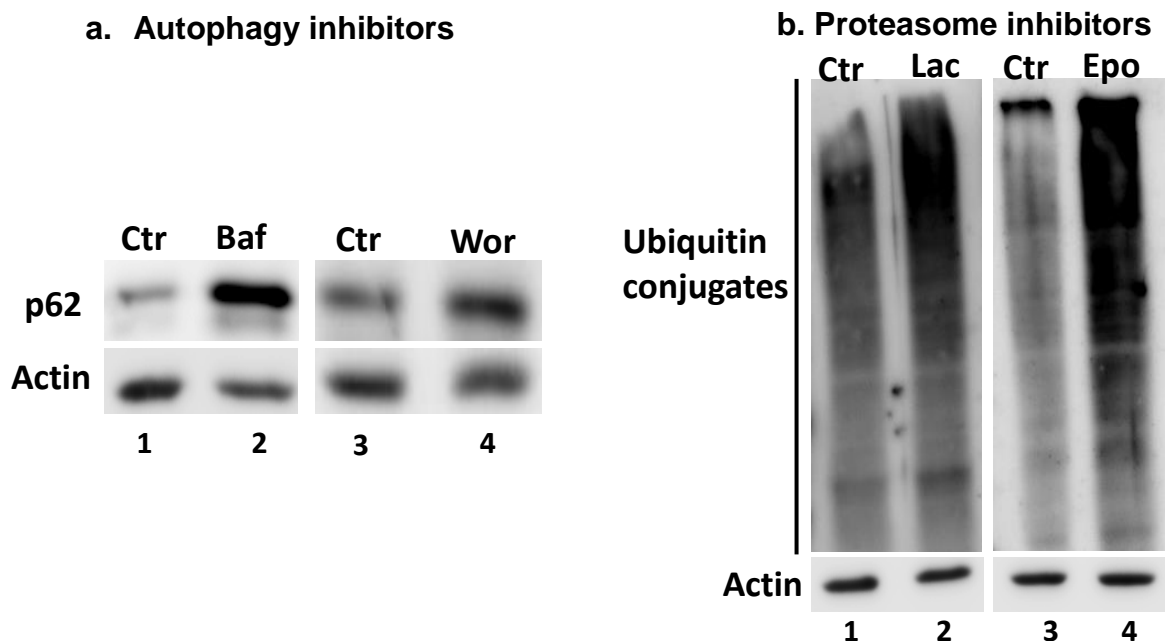 a. Autophagy inhibitors
Ctr Baf Ctr Wor
p62
Actin
1 2 3 4
b. Proteasome inhibitors
Ctr Lac Ctr Epo
Ubiquitin
conjugates
Actin
1 2 3 4